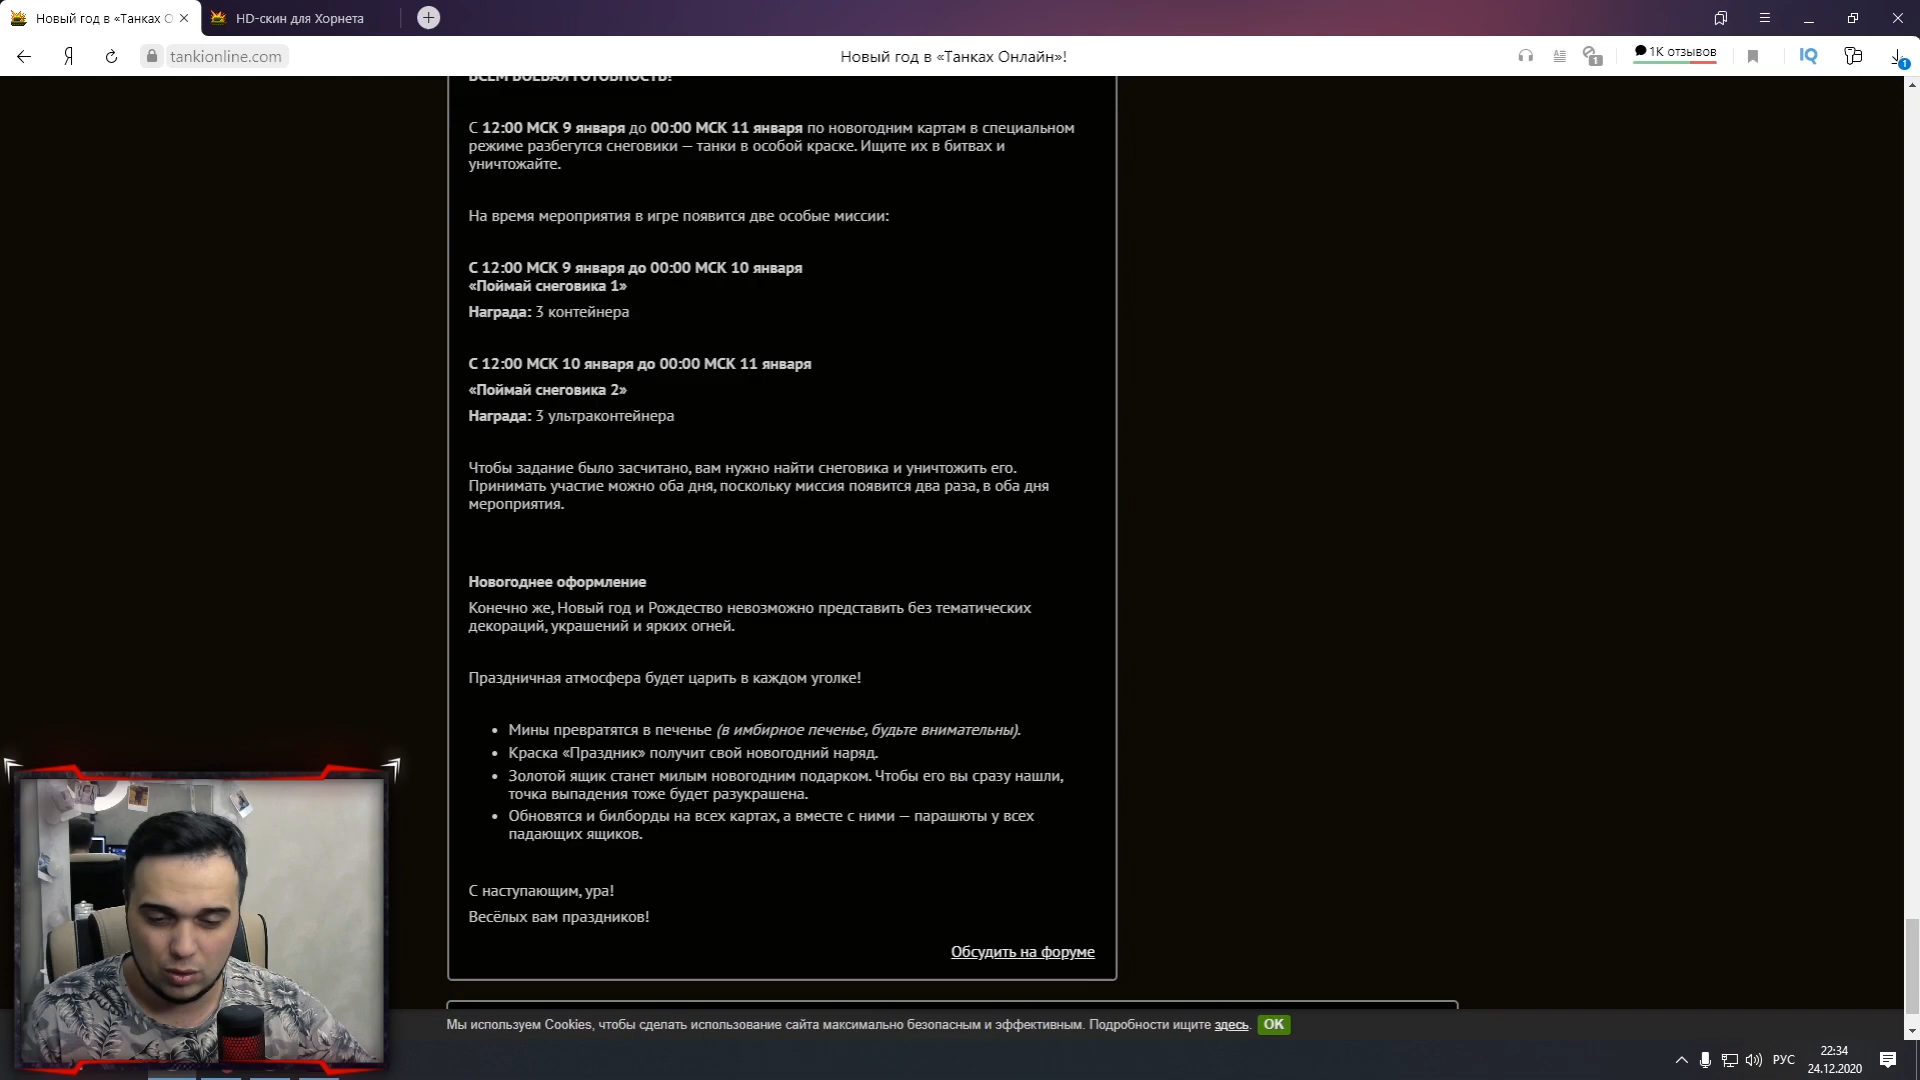 Новый год в «Танках О
HD-скин для Хорнета
tankionline.com
Новый год в «Танках Онлайн»!
1К отзывов
ВСЕМ БОЕВАЯ ГОТОВНОСТЬ!
С 12:00 МСК 9 января до 00:00 МСК 11 января по новогодним картам в специальном
режиме разбегутся снеговики — танки в особой краске. Ищите их в битвах и
уничтожайте.
На время мероприятия в игре появится две особые миссии:
С 12:00 МСК 9 января до 00:00 МСК 10 января
«Поймай снеговика 1»
Награда: 3 контейнера
С 12:00 МСК 10 января до 00:00 МСК 11 января
«Поймай снеговика 2»
Награда: 3 ультраконтейнера
Чтобы задание было засчитано, вам нужно найти снеговика и уничтожить его.
Принимать участие можно оба дня, поскольку миссия появится два раза, в оба дня
мероприятия.
Новогоднее оформление
Конечно же, Новый год и Рождество невозможно представить без тематических
декораций, украшений и ярких огней.
Праздничная атмосфера будет царить в каждом уголке!
• Мины превратятся в печенье (в имбирное печенье, будьте внимательны).
• Краска «Праздник» получит свой новогодний наряд.
• Золотой ящик станет милым новогодним подарком. Чтобы его вы сразу нашли,
точка выпадения тоже будет разукрашена.
• Обновятся и билборды на всех картах, а вместе с ними — парашюты у всех
падающих ящиков.
С наступающим, ура!
Весёлых вам праздников!
Обсудить на форуме
Мы используем Cookies, чтобы сделать использование сайта максимально безопасным и эффективным. Подробности ищите здесь. OK
РУС
22:34
24.12.2020